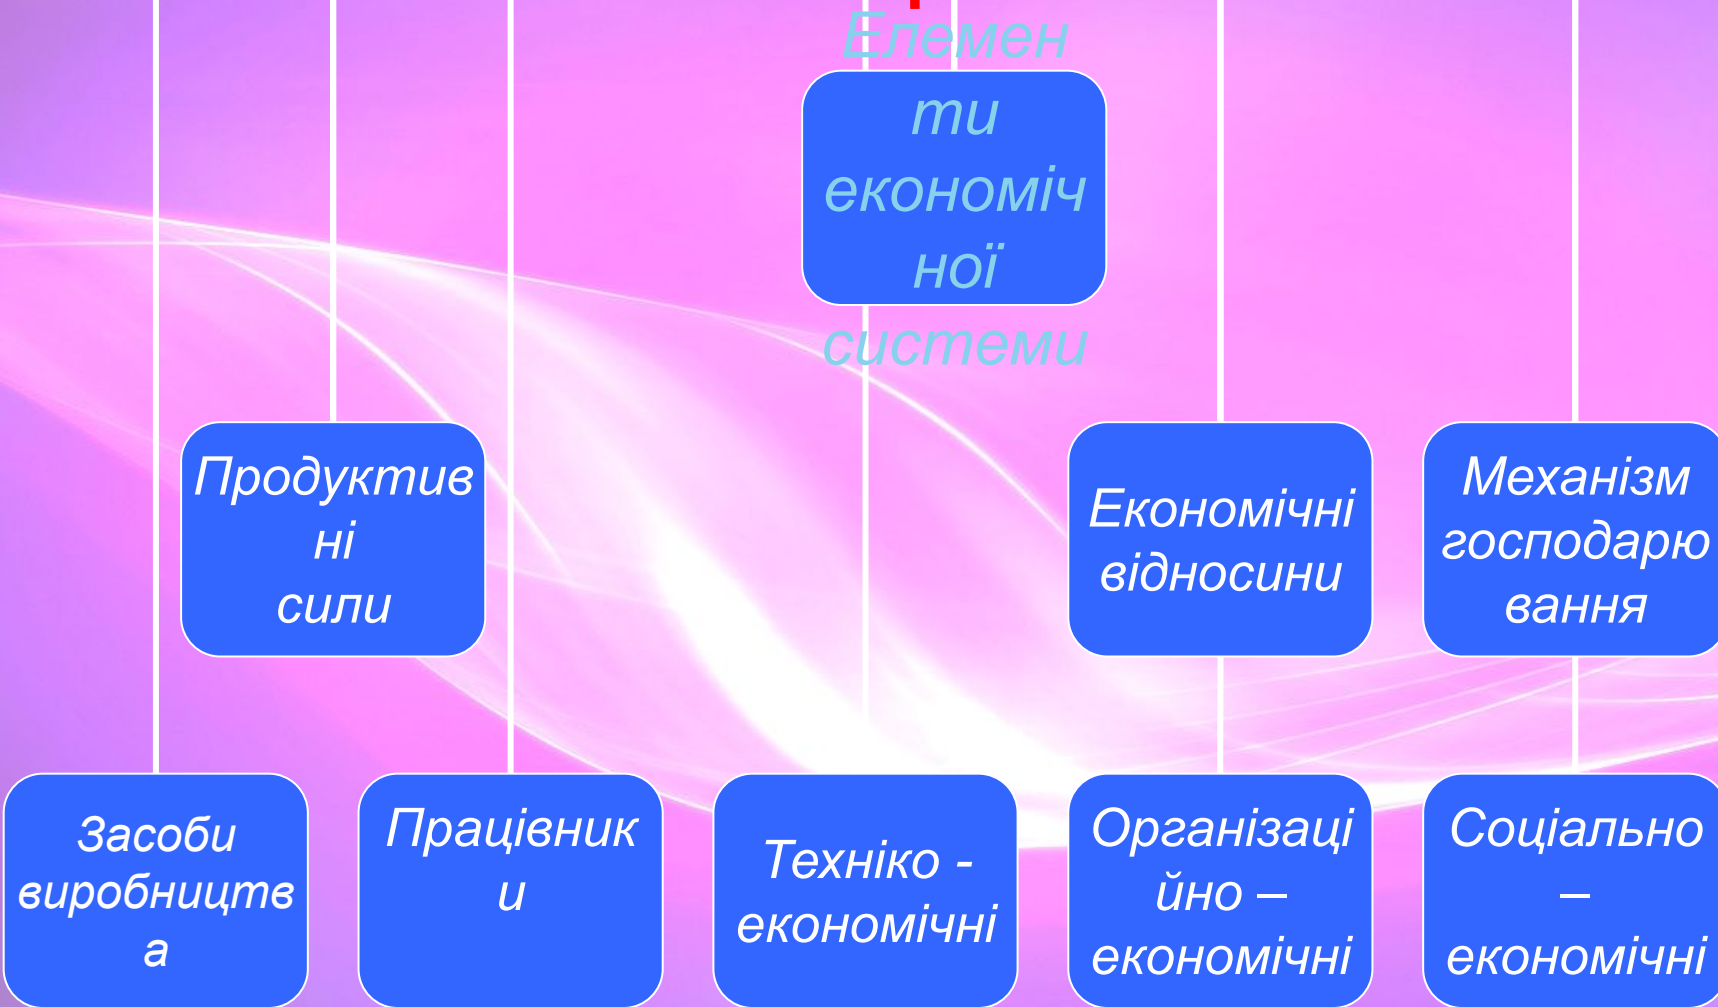 Елемен
ти
економіч
ної
системи
Продуктив
ні
сили
Економічні
відносини
Механізм
господарю
вання
Засоби
виробництв
а
Працівник
и
Техніко -
економічні
Організаці
йно –
економічні
Соціально
–
економічні